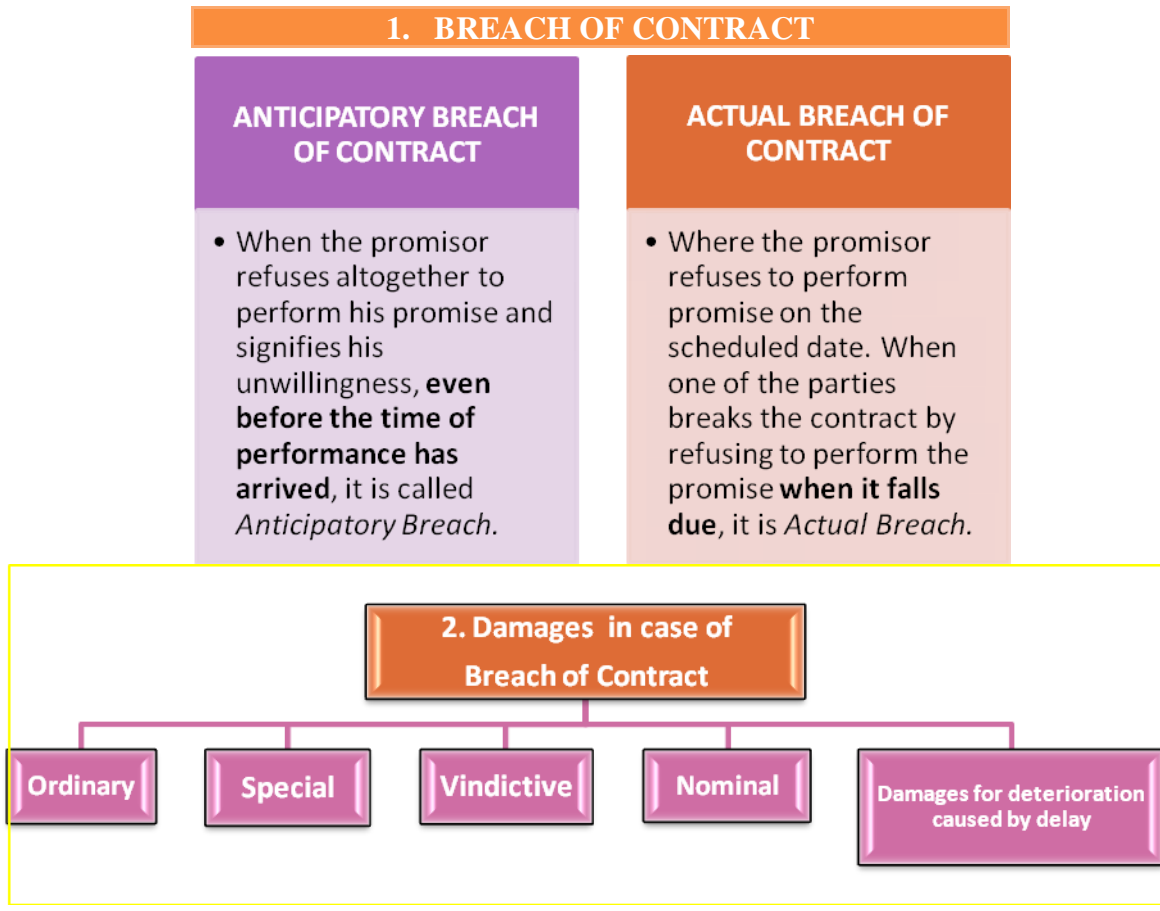 1. BREACH OF CONTRACT
ANTICIPATORY BREACH
OF CONTRACT
• When the promisor
refuses altogether to
perform his promise and
signifies his
unwillingness, even
before the time of
performance has
arrived, it is called
Anticipatory Breach.
ACTUAL BREACH OF
CONTRACT
• Where the promisor
refuses to perform
promise on the
scheduled date. When
one of the parties
breaks the contract by
refusing to perform the
promise when it falls
due, it is Actual Breach.
2. Damages in case of
Breach of Contract
Ordinary
Special
Vindictive
Nominal
Damages for deterioration
caused by delay